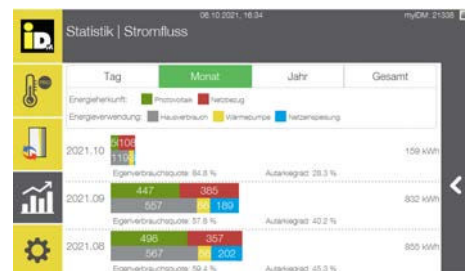 06.10.2021, 16:34
myIDM: 21338
iD.
Statistik | Stromfluss
Tag Monat Jahr Gesamt
Energieherkunft: Photovoltaik Netzbezug
Energieverwendung: Hausverbrauch Wärmepumpe Netzeinspeisung
2021.10 108 159 kWh
Eigenverbrauchsquote: 84.8 % Autarkiegrad: 28.3 %
447 385
2021.09 832 kWh
557 189
Eigenverbrauchsquote: 57.8 % Autarkiegrad: 40.2 %
496 357
2021.08 855 kWh
567 202
Eigenverbrauchsquote: 59.4 % Autarkiegrad: 45.3 %